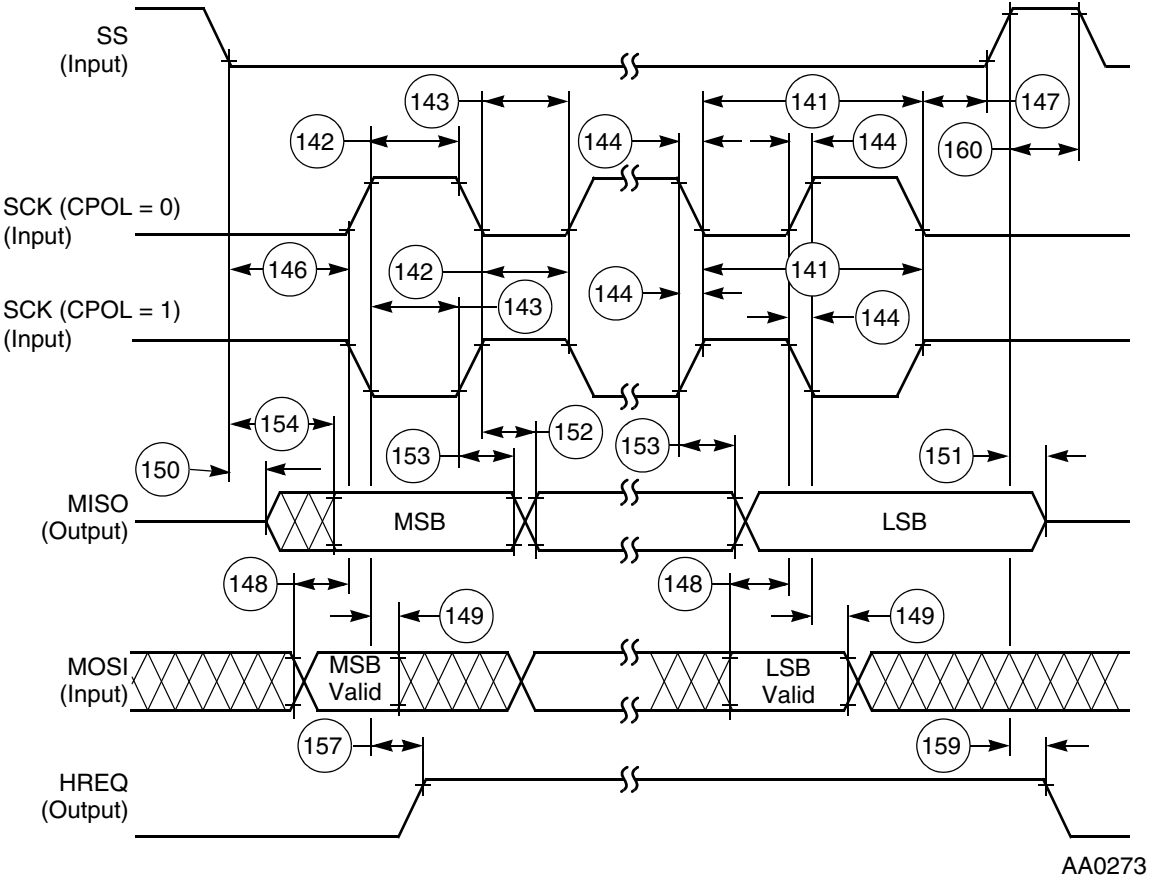 SS
(Input)
143
141
147
142
144
144
160
SCK (CPOL = 0)
(Input)
146
142
141
144
143
SCK (CPOL = 1)
(Input)
144
154
152
153
153
150
151
MISO
(Output)
MSB
LSB
148
148
149
149
MOSI
(Input)
MSB
Valid
LSB
Valid
157
159
HREQ
(Output)
AA0273